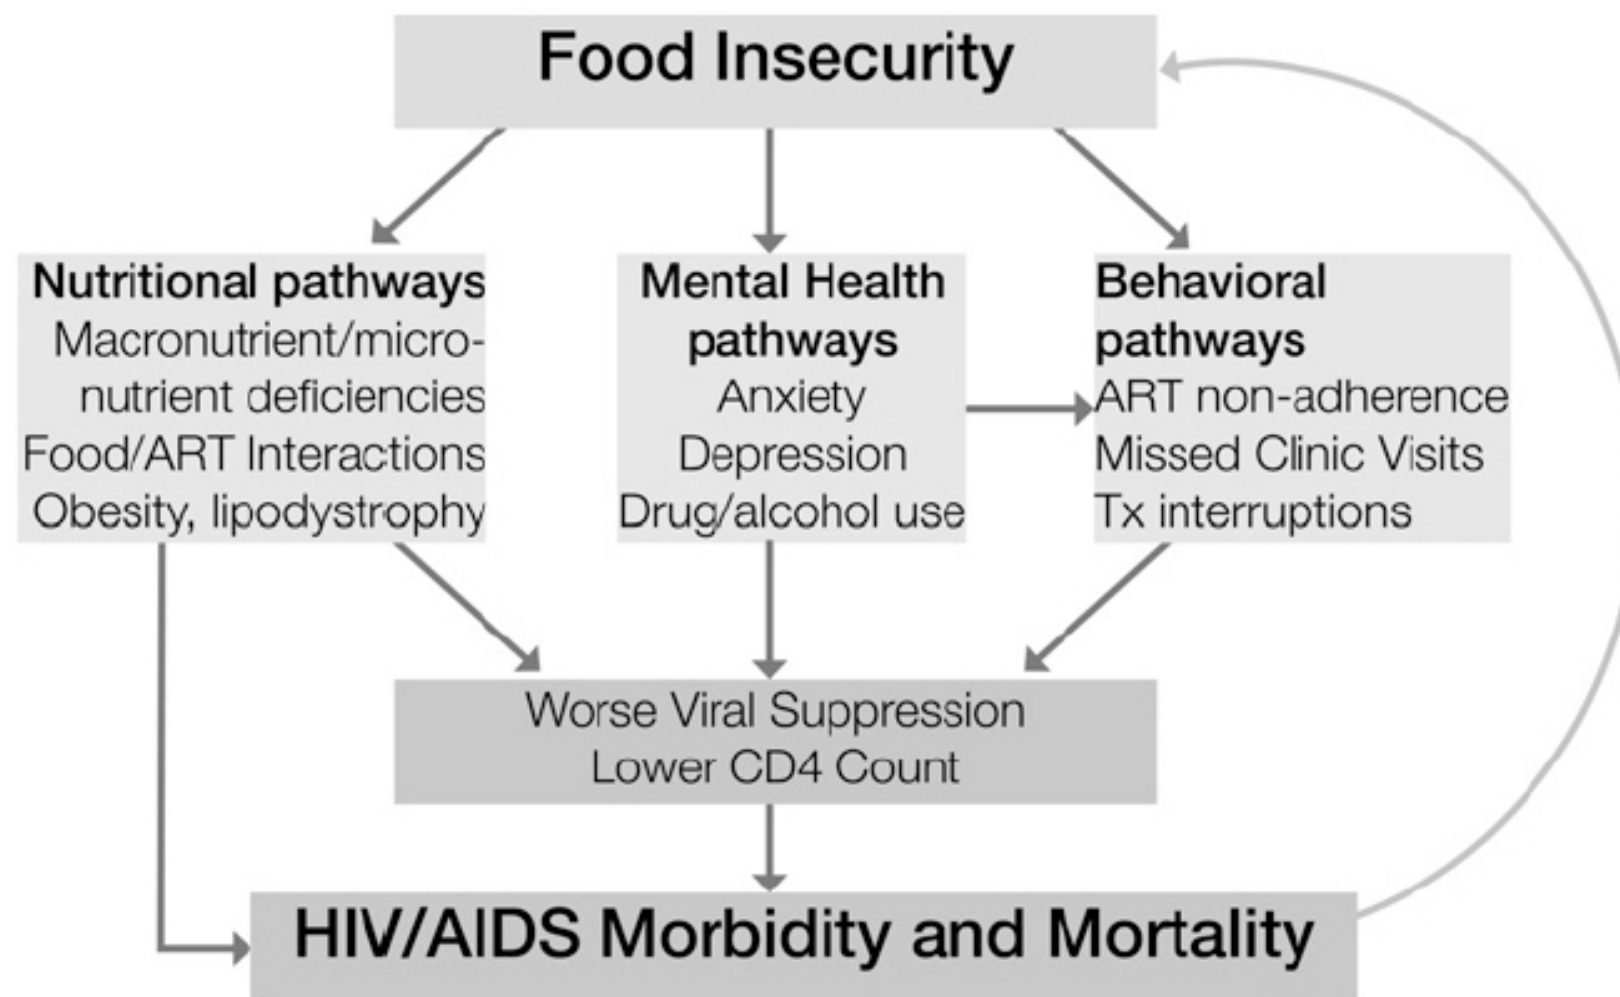 Food Insecurity
Nutritional pathways
Macronutrient/micro-
nutrient deficiencies
Food/ART Interactions
Obesity, lipodystrophy
Mental Health
pathways
Anxiety
Depression
Drug/alcohol use
Behavioral
pathways
ART non-adherence
Missed Clinic Visits
Tx interruptions
Worse Viral Suppression
Lower CD4 Count
HIV/AIDS Morbidity and Mortality